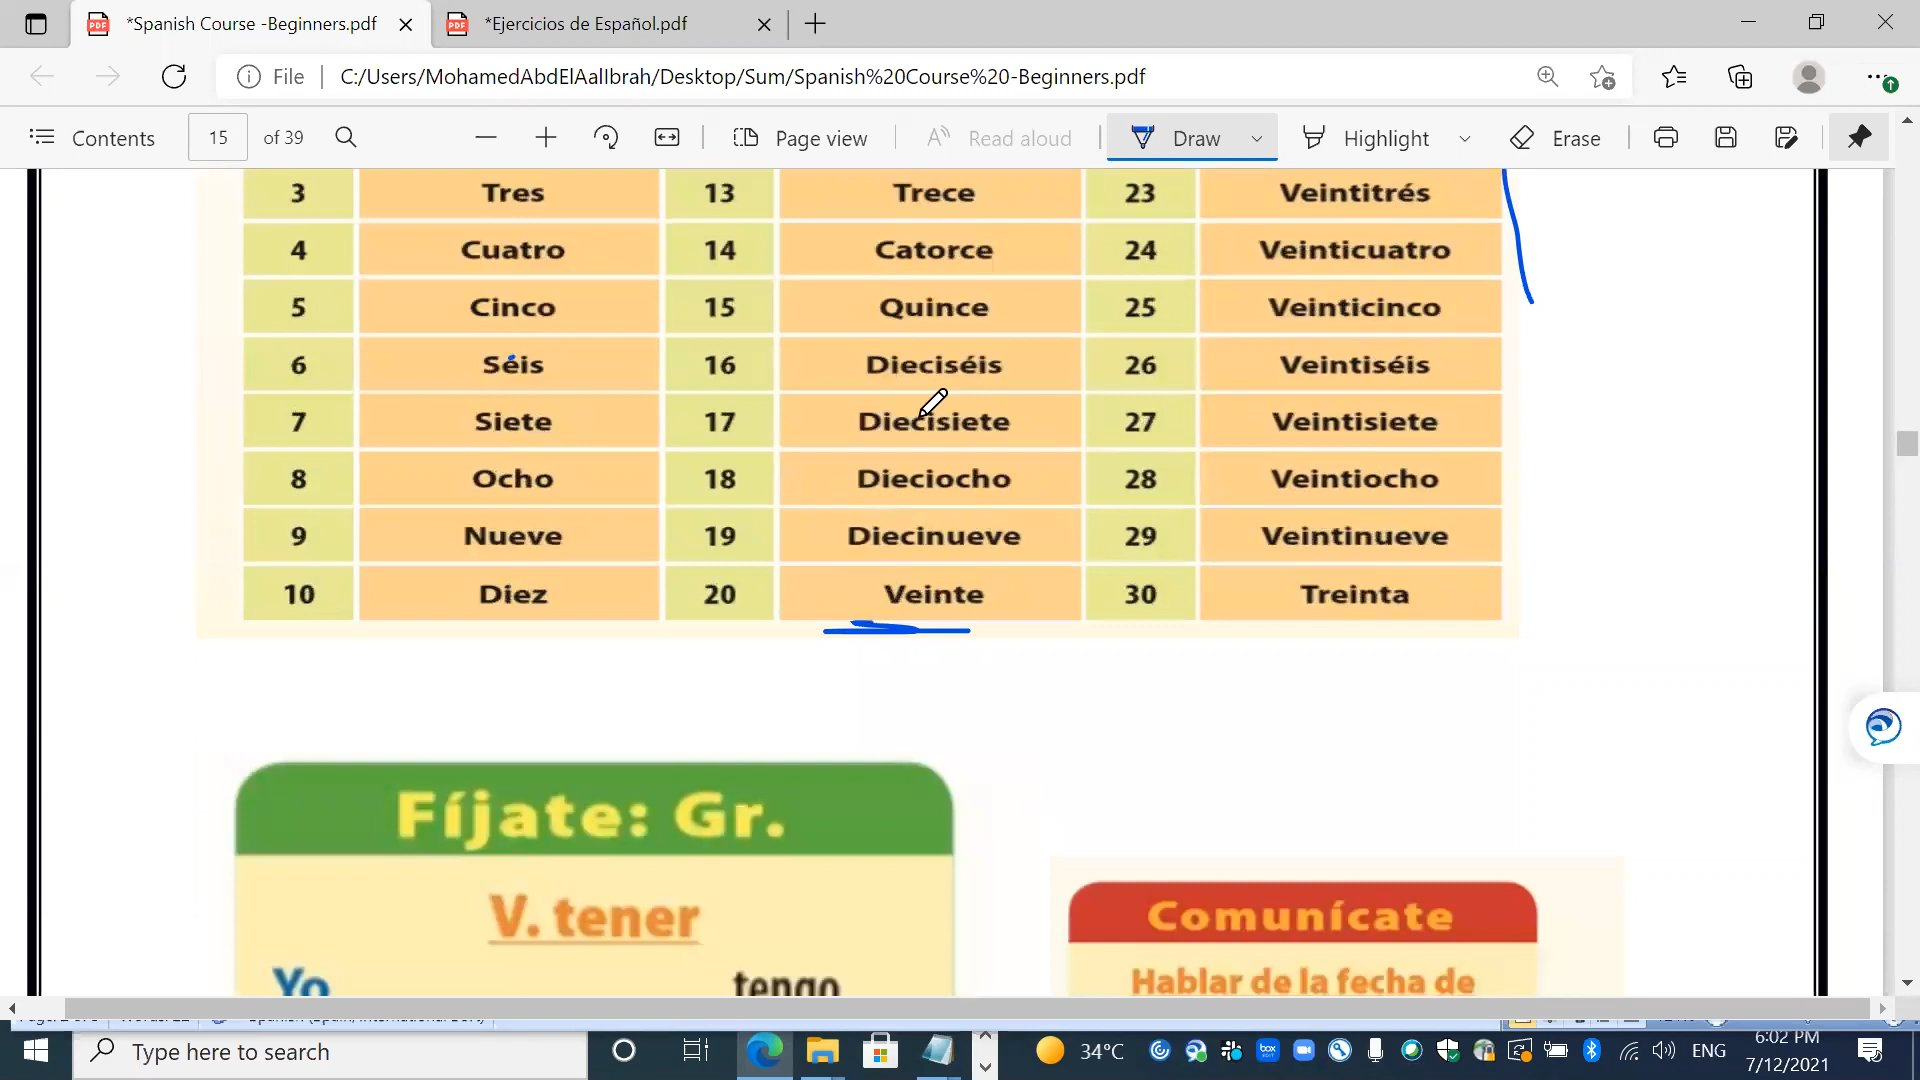 *Spanish Course -Beginners.pdf
*Ejercicios de Español.pdf
File
C:/Users/MohamedAbdElAalIbrah/Desktop/Sum/Spanish%20Course%20-Beginners.pdf
Contents 15 of 39 Page view Read aloud Draw Highlight Erase
3 Tres 13 Trece 23 Veintitrés
4 Cuatro 14 Catorce 24 Veinticuatro
5 Cinco 15 Quince 25 Veinticinco
6 Séis 16 Dieciséis 26 Veintiséis
7 Siete 17 Diecisiete 27 Veintisiete
8 Ocho 18 Dieciocho 28 Veintiocho
9 Nueve 19 Diecinueve 29 Veintinueve
10 Diez 20 Veinte 30 Treinta
Fíjate: Gr.
V. tener
Yo tengo
Comunícate
Hablar de la fecha de
Type here to search
34°C
ENG
6:02 PM
7/12/2021